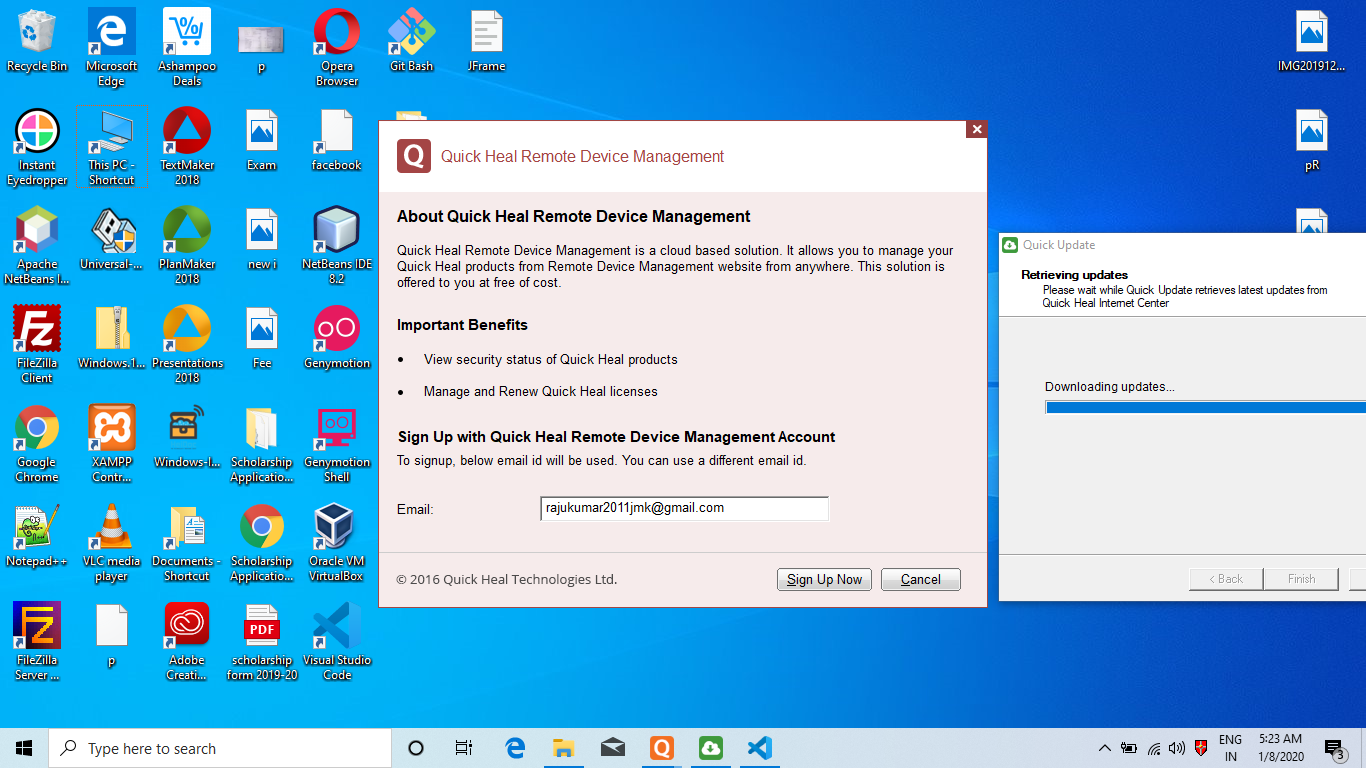 Recycle Bin
Microsoft
Edge
Ashampoo
Deals
p
Opera
Browser
Git Bash
JFrame
IMG201912...
Instant
Eyedropper
This PC -
Shortcut
TextMaker
2018
Exam
facebook
pR
Apache
NetBeans I...
Universal-...
PlanMaker
2018
new i
NetBeans IDE
8.2
FileZilla
Client
Windows.1...
Presentations
2018
Fee
Genymotion
Google
Chrome
XAMPP
Contr...
Windows-I...
Scholarship
Applicatio...
Genymotion
Shell
Notepad++
VLC media
player
Documents -
Shortcut
Scholarship
Applicatio...
Oracle VM
VirtualBox
FileZilla
Server ...
p
Adobe
Creati...
PDF
scholarship
form 2019-20
Visual Studio
Code
Q
Quick Heal Remote Device Management
About Quick Heal Remote Device Management
Quick Heal Remote Device Management is a cloud based solution. It allows you to manage your
Quick Heal products from Remote Device Management website from anywhere. This solution is
offered to you at free of cost.
Important Benefits
• View security status of Quick Heal products
• Manage and Renew Quick Heal licenses
Sign Up with Quick Heal Remote Device Management Account
To signup, below email id will be used. You can use a different email id.
Email: rajukumar2011jmk@gmail.com
© 2016 Quick Heal Technologies Ltd.
Sign Up Now
Cancel
Quick Update
Retrieving updates
Please wait while Quick Update retrieves latest updates from
Quick Heal Internet Center
Downloading updates...
< Back
Finish
Type here to search
Q
ENG
IN
5:23 AM
1/8/2020
3